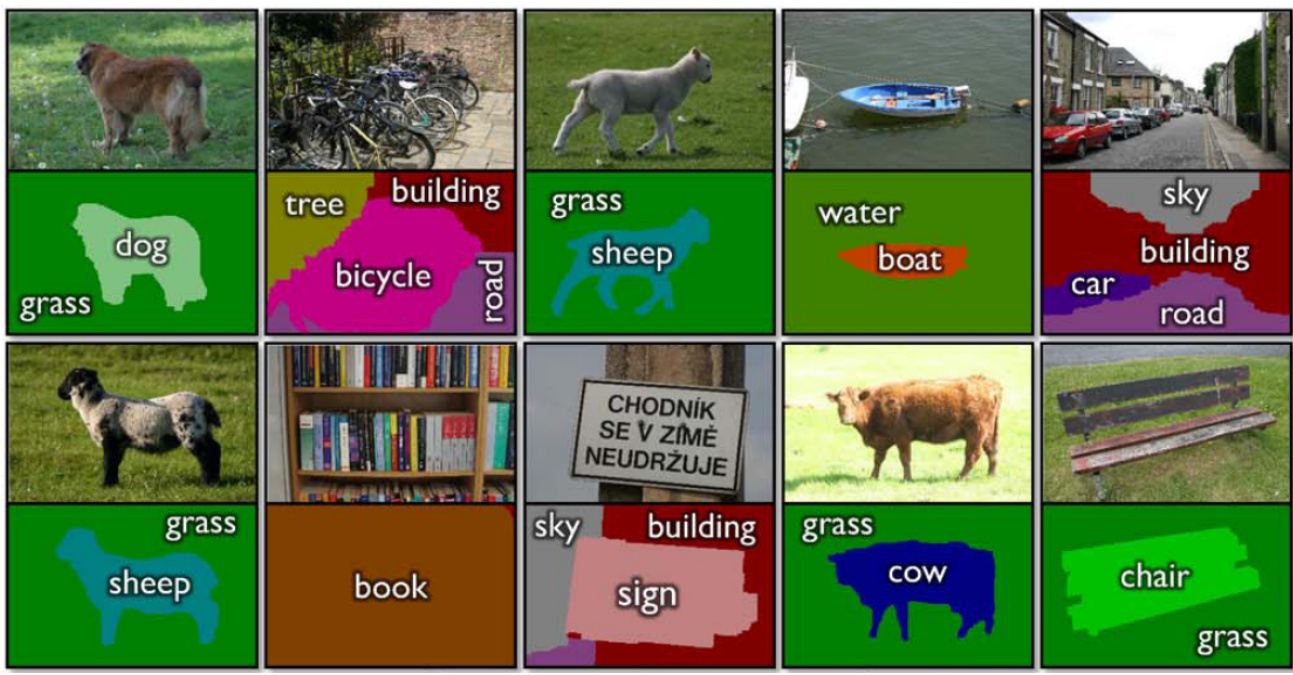 dog
grass
tree
building
bicycle
road
grass
sheep
water
boat
sky
building
car
road
grass
sheep
book
CHODNÍK
SE V ZIMĚ
NEUDRŽUJE
sky
building
sign
grass
cow
chair
grass